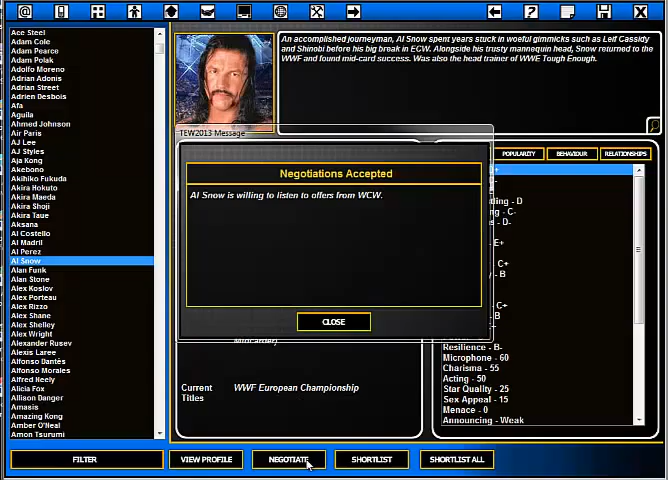 Ace Steel
Adam Cole
Adam Pearce
Adam Polak
Adolfo Moreno
Adrian Adonis
Adrian Street
Adrien Desbois
Afa
Aguila
Ahmed Johnson
Air Paris
AJ Lee
AJ Styles
Aja Kong
Akebono
Akihiko Fukuda
Akira Hokuto
Akira Maeda
Akira Shoji
Akira Taue
Aksana
Al Costello
Al Madril
Al Perez
Al Snow
Alan Funk
Alan Stone
Alex Koslov
Alex Porteau
Alex Rizzo
Alex Shane
Alex Shelley
Alex Wright
Alexander Rusev
Alexis Laree
Alfonso Dantés
Alfonso Morales
Alfred Neely
Alicia Fox
Allison Danger
Amasis
Amazing Kong
Amber O'Neal
Amon Tsurumi
An accomplished journeyman, Al Snow spent years stuck in woeful gimmicks such as Leif Cassidy
and Shinobi before his big break in ECW. Alongside his trusty mannequin head, Snow returned to the
WWF and found mid-card success. Was also the head trainer of WWE Tough Enough.
TEW2013 Message
Negotiations Accepted
Al Snow is willing to listen to offers from WCW.
CLOSE
POPULARITY
BEHAVIOUR
RELATIONSHIPS
- D
- C-
- D-
E+
C+
- B
C+
B
Resilience - B-
Microphone - 60
Charisma - 55
Acting - 50
Star Quality - 25
Sex Appeal - 15
Menace - 0
Announcing - Weak
Current
Titles
WWF European Championship
FILTER
VIEW PROFILE
NEGOTIATE
SHORTLIST
SHORTLIST ALL